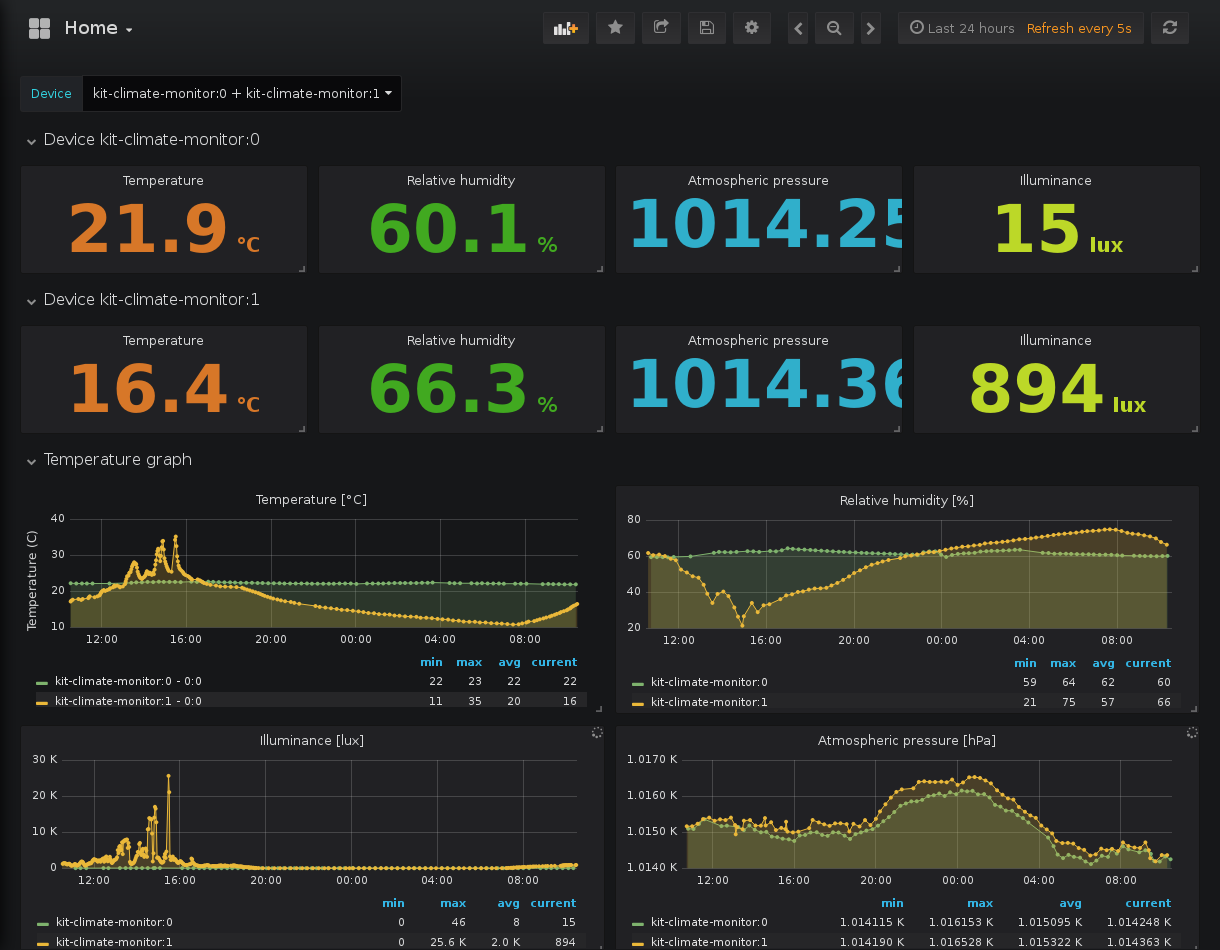 Home
Last 24 hours Refresh every 5s
Device kit-climate-monitor:0 + kit-climate-monitor:1
Device kit-climate-monitor:0
Temperature Relative humidity Atmospheric pressure Illuminance
21.9 °C 60.1 % 1014.25 15 lux
Device kit-climate-monitor:1
Temperature Relative humidity Atmospheric pressure Illuminance
16.4 °C 66.3 % 1014.36 894 lux
Temperature graph
Temperature [°C]
Temperature (C)
40
30
20
10
12:00 16:00 20:00 00:00 04:00 08:00
min max avg current
kit-climate-monitor:0 - 0:0 22 23 22 22
kit-climate-monitor:1 - 0:0 11 35 20 16
Relative humidity [%]
80
60
40
20
12:00 16:00 20:00 00:00 04:00 08:00
min max avg current
kit-climate-monitor:0 59 64 62 60
kit-climate-monitor:1 21 75 57 66
Illuminance [lux]
30 K
20 K
10 K
0
12:00 16:00 20:00 00:00 04:00 08:00
min max avg current
kit-climate-monitor:0 0 46 8 15
kit-climate-monitor:1 0 25.6 K 2.0 K 894
Atmospheric pressure [hPa]
1.0170 K
1.0160 K
1.0150 K
1.0140 K
12:00 16:00 20:00 00:00 04:00 08:00
min max avg current
kit-climate-monitor:0 1.014115 K 1.016153 K 1.015095 K 1.014248 K
kit-climate-monitor:1 1.014190 K 1.016528 K 1.015322 K 1.014363 K